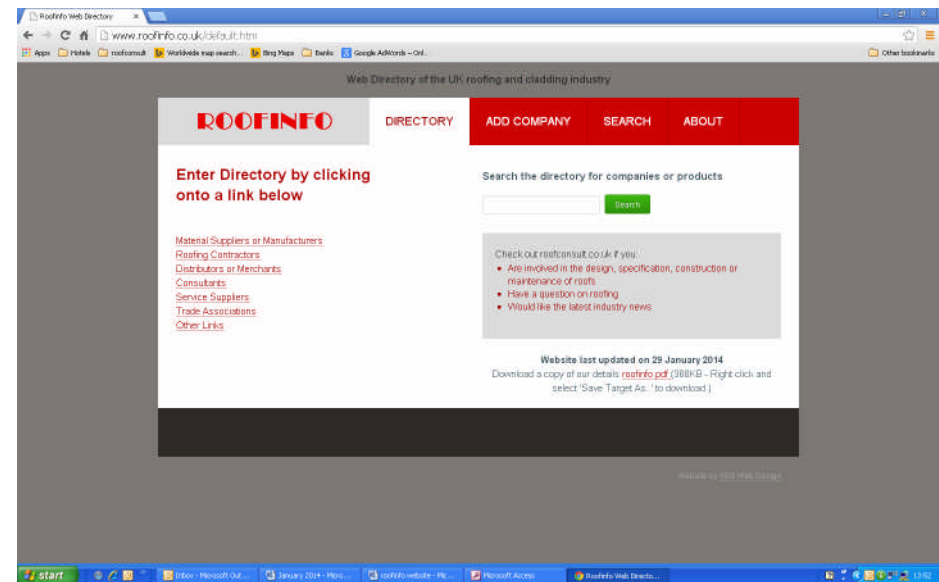 Roofinfo Web Directory
www.roofinfo.co.uk/default.htm
Apps Hotels roofconsult Worldwide map search... Bing Maps Banks Google AdWords – Onl... Other bookmarks
Web Directory of the UK roofing and cladding industry
ROOFINFO DIRECTORY ADD COMPANY SEARCH ABOUT
Enter Directory by clicking
onto a link below
Material Suppliers or Manufacturers
Roofing Contractors
Distributors or Merchants
Consultants
Service Suppliers
Trade Associations
Other Links
Search the directory for companies or products
Search
Check out roofconsult.co.uk if you:
• Are involved in the design, specification, construction or
maintenance of roofs
• Have a question on roofing
• Would like the latest industry news
Website last updated on 29 January 2014
Download a copy of our details roofinfo pdf (388KB - Right click and
select 'Save Target As..' to download.)
Website by Web Design
start Inbox - Microsoft Out... January 2014 - Micro... roofinfo website - Mic... Microsoft Access Roofinfo Web Directo... 13:52